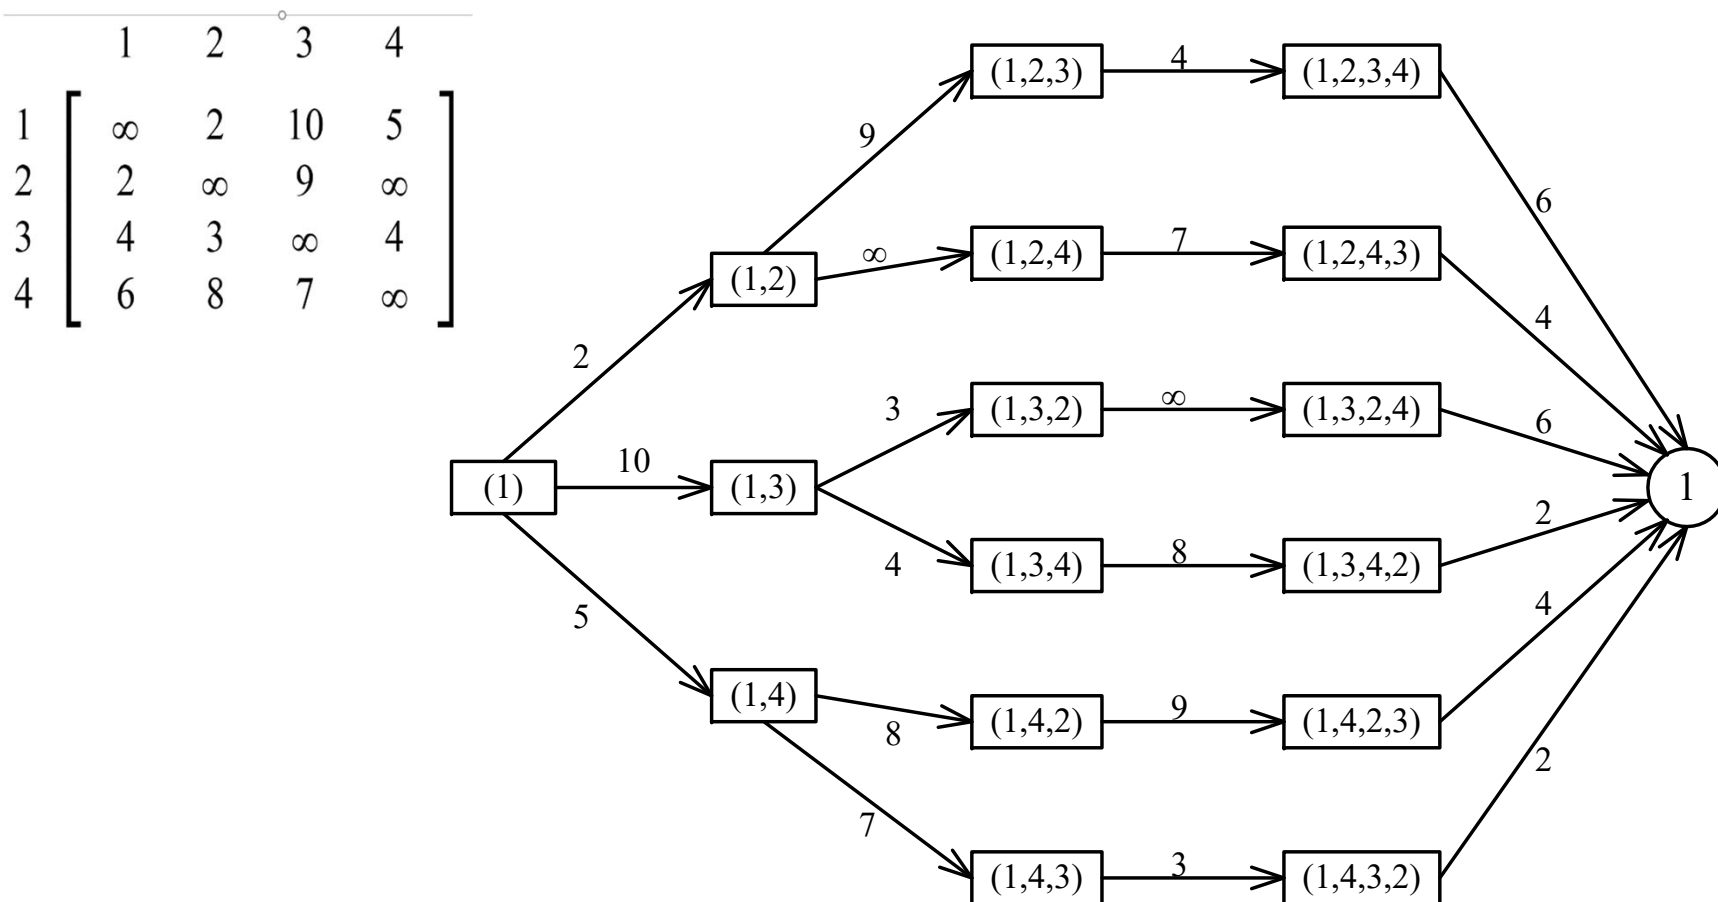 1 2 3 4
1 ∞ 2 10 5
2 2 ∞ 9 ∞
3 4 3 ∞ 4
4 6 8 7 ∞
(1,2,3) 4 (1,2,3,4)
9
6
(1,2) ∞ (1,2,4) 7 (1,2,4,3)
4
2
3 (1,3,2) ∞ (1,3,2,4) 6
(1) 10 (1,3) 1
2
4 (1,3,4) 8 (1,3,4,2)
5
4
(1,4) 8 (1,4,2) 9 (1,4,2,3)
2
7
(1,4,3) 3 (1,4,3,2)